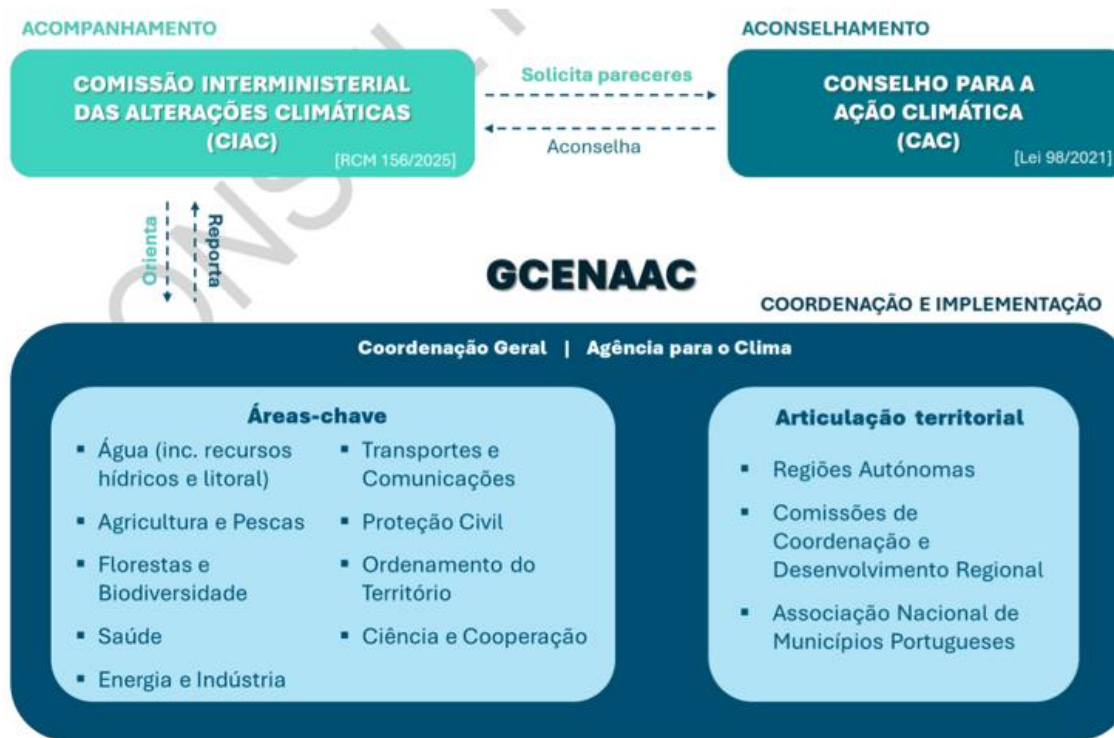 ACOMPANHAMENTO
COMISSÃO INTERMINISTERIAL
DAS ALTERAÇÕES CLIMÁTICAS
(CIAC)
[RCM 156/2025]
Solicita pareceres
Aconselha
ACONSELHAMENTO
CONSELHO PARA A
AÇÃO CLIMÁTICA
(CAC)
[Lei 98/2021]
Orienta
Reporta
GCENAAC
COORDENAÇÃO E IMPLEMENTAÇÃO
Coordenação Geral | Agência para o Clima
Áreas-chave
▪ Água (inc. recursos
hídricos e litoral)
▪ Agricultura e Pescas
▪ Florestas e
Biodiversidade
▪ Saúde
▪ Energia e Indústria
▪ Transportes e
Comunicações
▪ Proteção Civil
▪ Ordenamento do
Território
▪ Ciência e Cooperação
Articulação territorial
▪ Regiões Autónomas
▪ Comissões de
Coordenação e
Desenvolvimento Regional
▪ Associação Nacional de
Municípios Portugueses